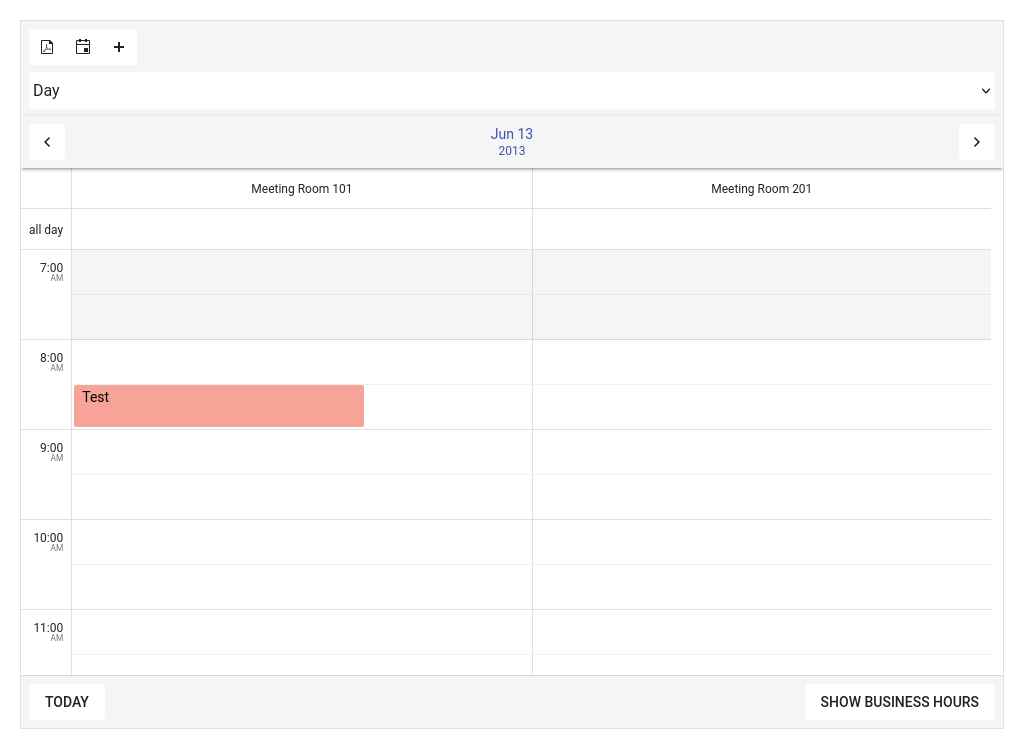 Day
Jun 13
2013
Meeting Room 101
Meeting Room 201
all day
7:00
AM
8:00
AM
Test
9:00
AM
10:00
AM
11:00
AM
TODAY
SHOW BUSINESS HOURS